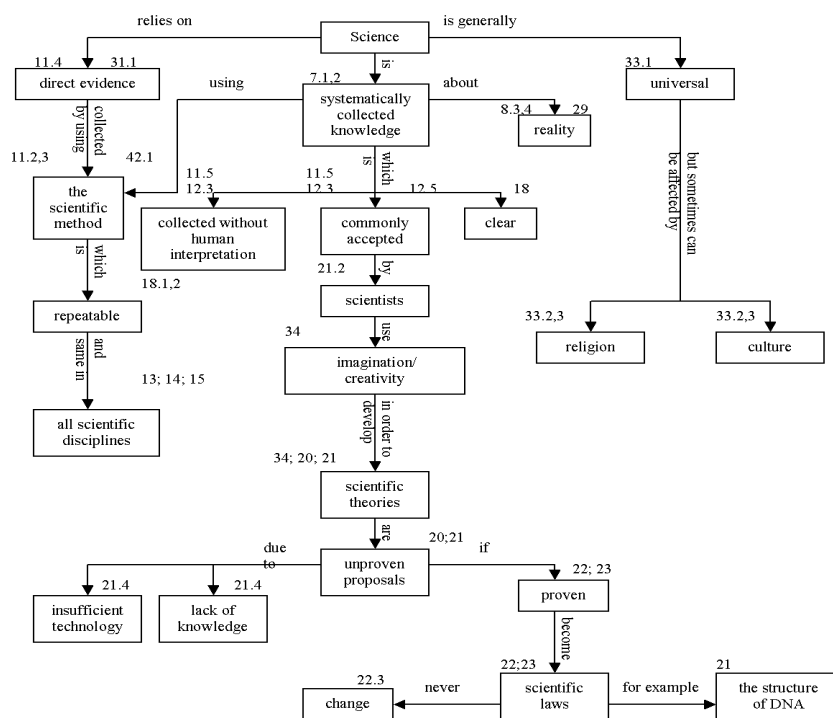 relies on
Science
is generally
is
11.4 31.1
direct evidence
using
7.1,2
systematically
collected
knowledge
about
8.3,4 29
reality
33.1
universal
collected
by using
11.2,3 42.1
the
scientific
method
which
is
11.5
12.3
11.5
12.3
12.5
18
collected without
human
interpretation
commonly
accepted
clear
but sometimes can
be affected by
which
is
18.1,2
repeatable
21.2
by
scientists
34
use
imagination/
creativity
33.2,3
religion
33.2,3
culture
and
same in
13; 14; 15
all scientific
disciplines
in order to
develop
34; 20; 21
scientific
theories
are
20;21
due
to
unproven
proposals
if
21.4
insufficient
technology
21.4
lack of
knowledge
22; 23
proven
become
22;23
scientific
laws
never
22.3
change
for example
21
the structure
of DNA